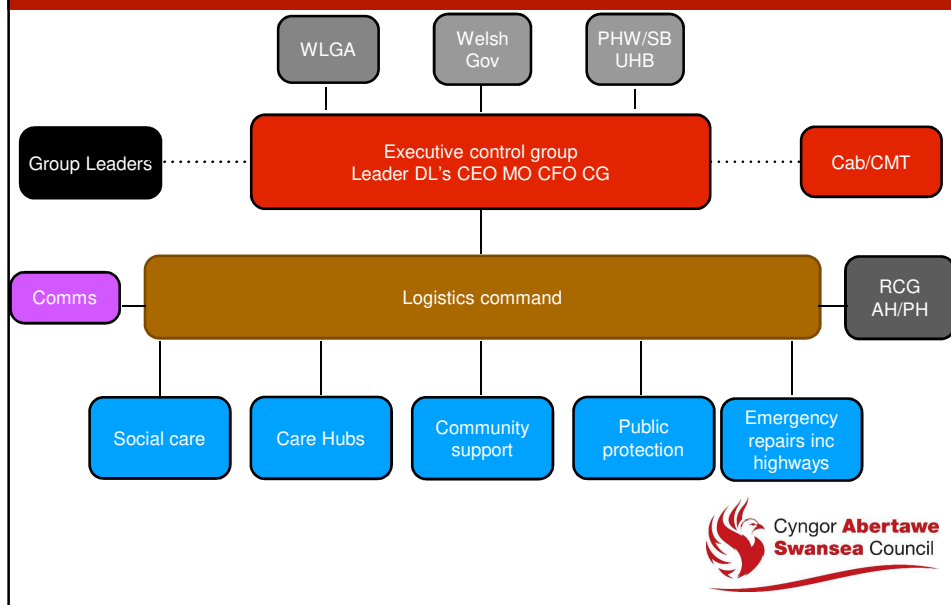 WLGA
Welsh
Gov
PHW/SB
UHB
Group Leaders
Executive control group
Leader DL's CEO MO CFO CG
Cab/CMT
Comms
Logistics command
RCG
AH/PH
Social care
Care Hubs
Community
support
Public
protection
Emergency
repairs inc
highways
Cyngor Abertawe
Swansea Council